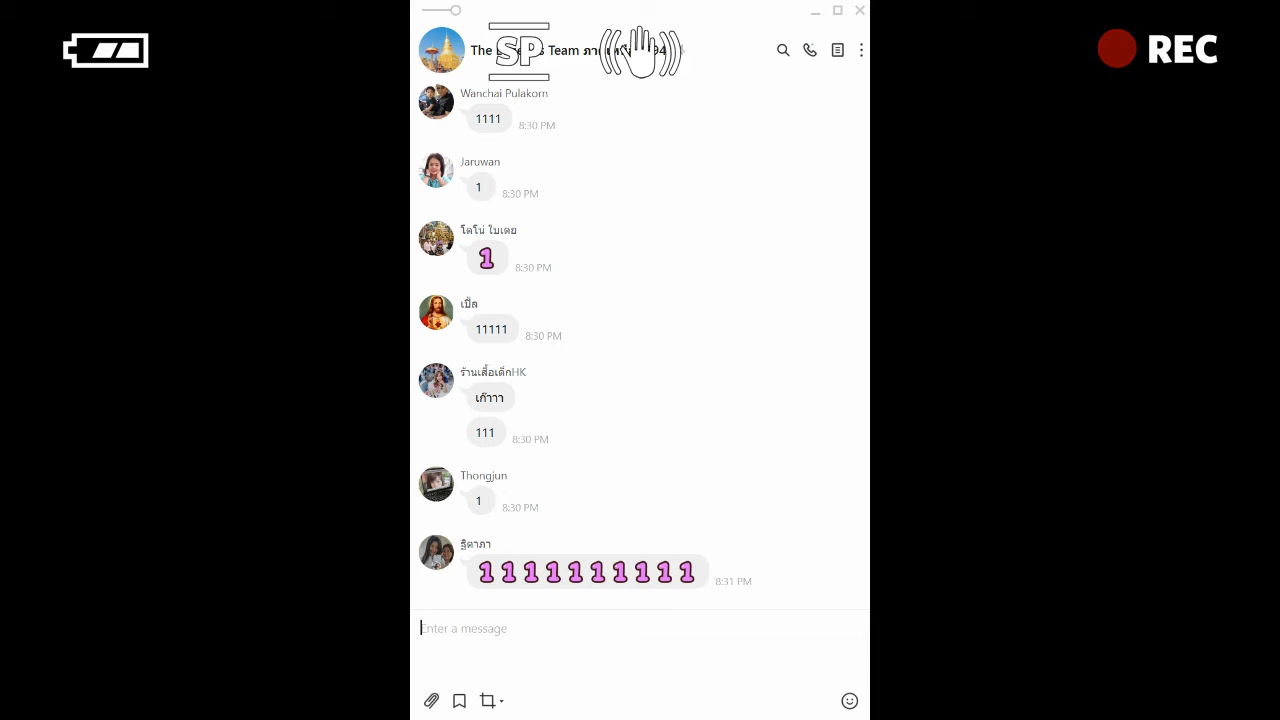 REC
SP
The
s Team
94
Wanchai Pulakorn
1111
8:30 PM
Jaruwan
1
8:30 PM
โตโน่ ใบเตย
1
8:30 PM
เปิ้ล
11111
8:30 PM
ร้านเสื้อเด็กHK
เก๊าาา
111
8:30 PM
Thongjun
1
8:30 PM
ฐิตาภา
1111111111
8:31 PM
Enter a message